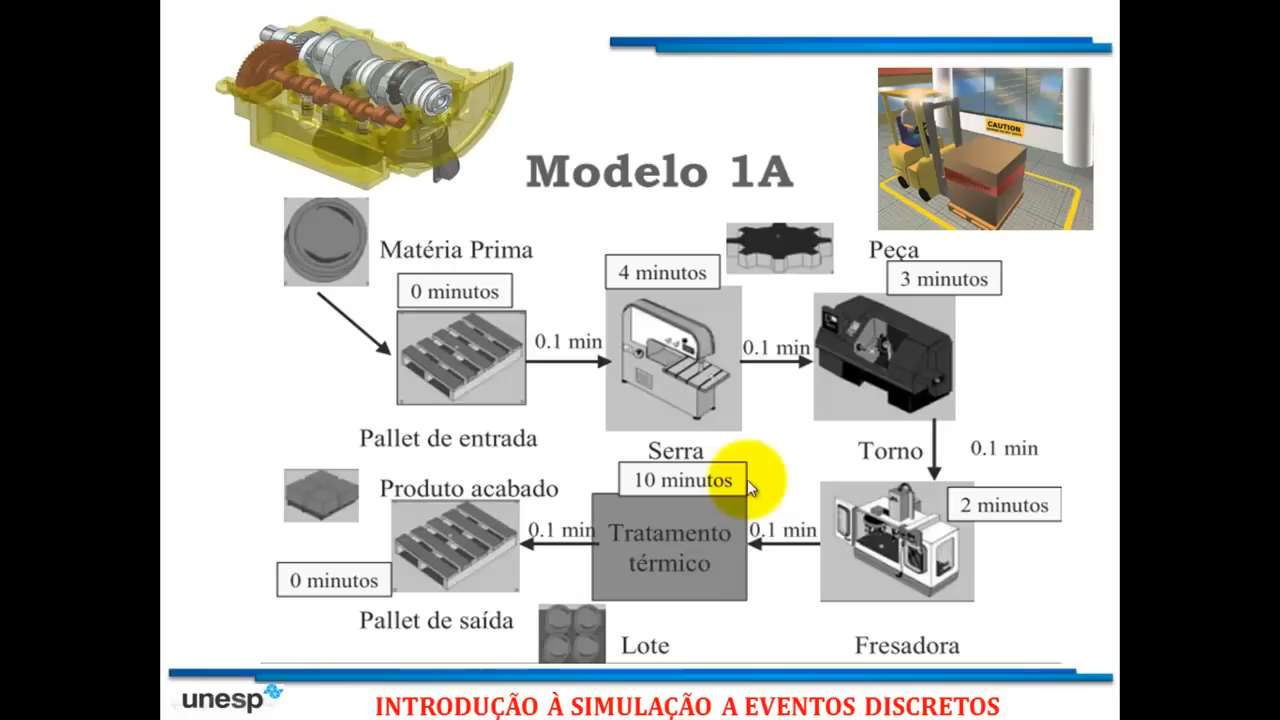 CAUTION
Modelo 1A
Matéria Prima
Peça
0 minutos
4 minutos
3 minutos
0.1 min
0.1 min
Pallet de entrada
Serra
Torno
0.1 min
10 minutos
Produto acabado
2 minutos
0.1 min
Tratamento
térmico
0.1 min
0 minutos
Pallet de saída
Lote
Fresadora
unesp
INTRODUÇÃO À SIMULAÇÃO A EVENTOS DISCRETOS